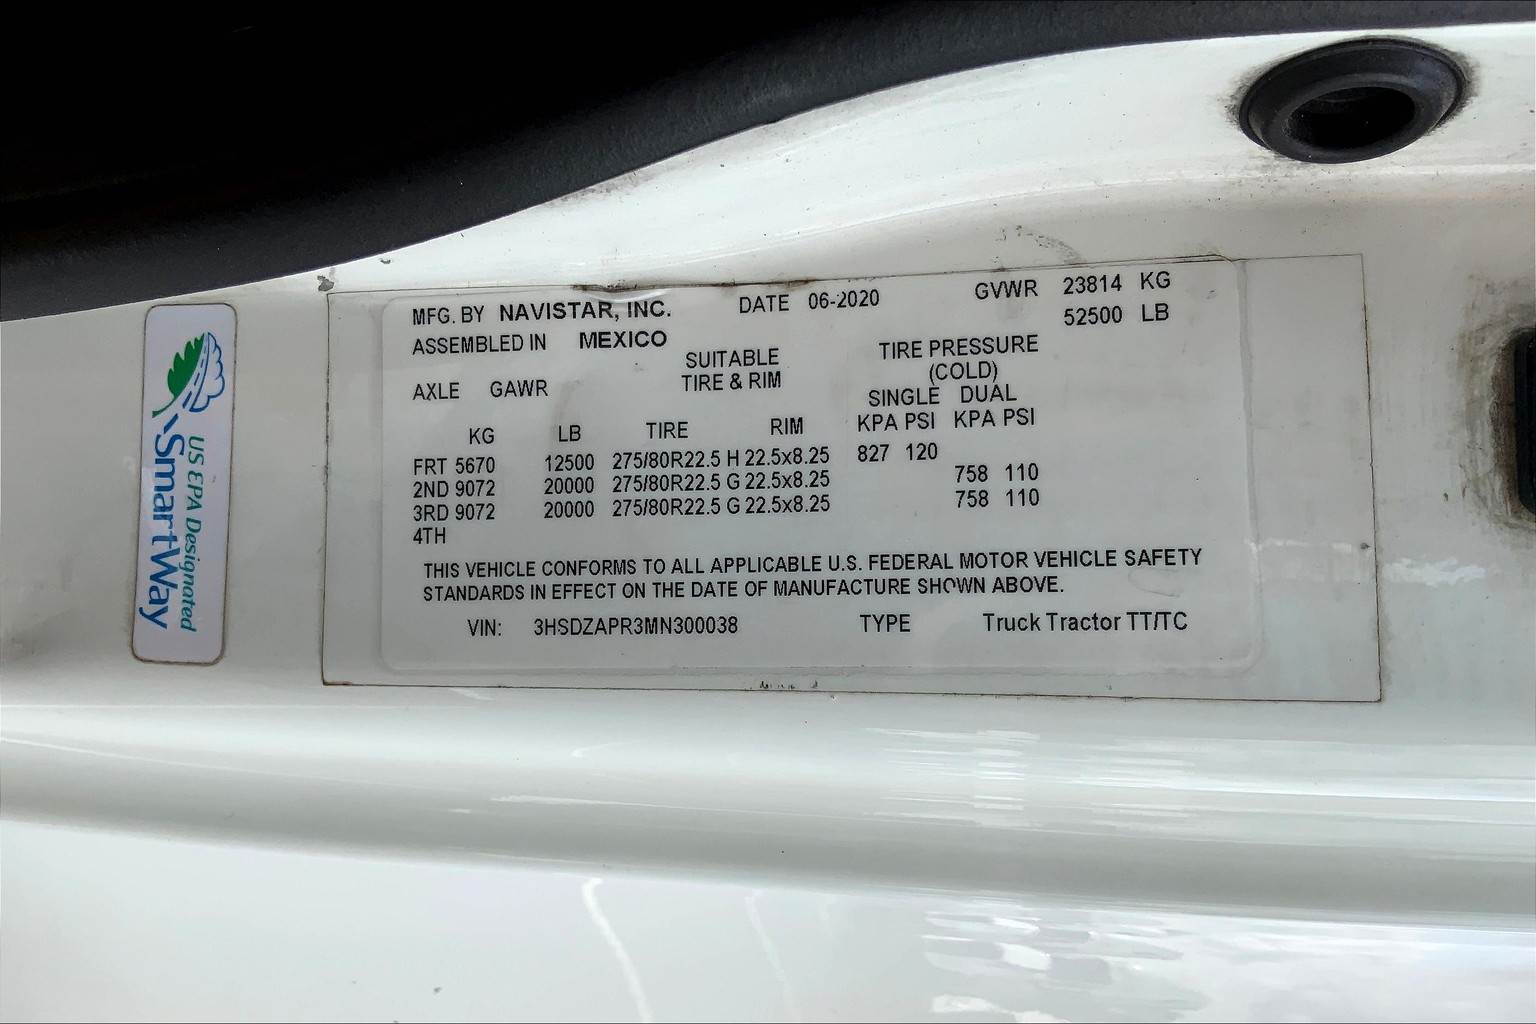 MFG. BY NAVISTAR, INC. DATE 06-2020 GVWR 23814 KG
52500 LB
ASSEMBLED IN MEXICO
SUITABLE TIRE PRESSURE
AXLE GAWR TIRE & RIM (COLD)
SINGLE DUAL
KG LB TIRE RIM KPA PSI KPA PSI
FRT 5670 12500 275/80R22.5 H 22.5x8.25 827 120
2ND 9072 20000 275/80R22.5 G 22.5x8.25 758 110
3RD 9072 20000 275/80R22.5 G 22.5x8.25 758 110
4TH
THIS VEHICLE CONFORMS TO ALL APPLICABLE U.S. FEDERAL MOTOR VEHICLE SAFETY
STANDARDS IN EFFECT ON THE DATE OF MANUFACTURE SHOWN ABOVE.
VIN: 3HSDZAPR3MN300038 TYPE Truck Tractor TT/TC
US EPA Designated
SmartWay